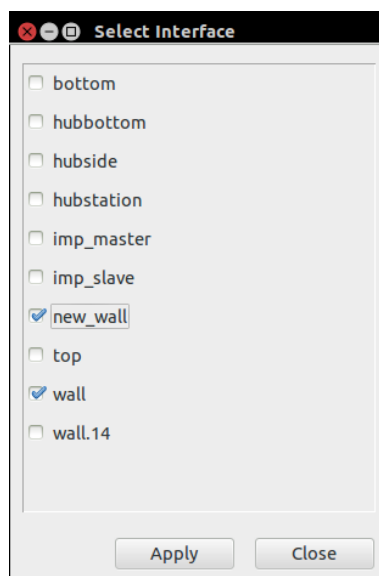 Select Interface
bottom
hubbottom
hubside
hubstation
imp_master
imp_slave
new_wall
top
wall
wall.14
Apply Close